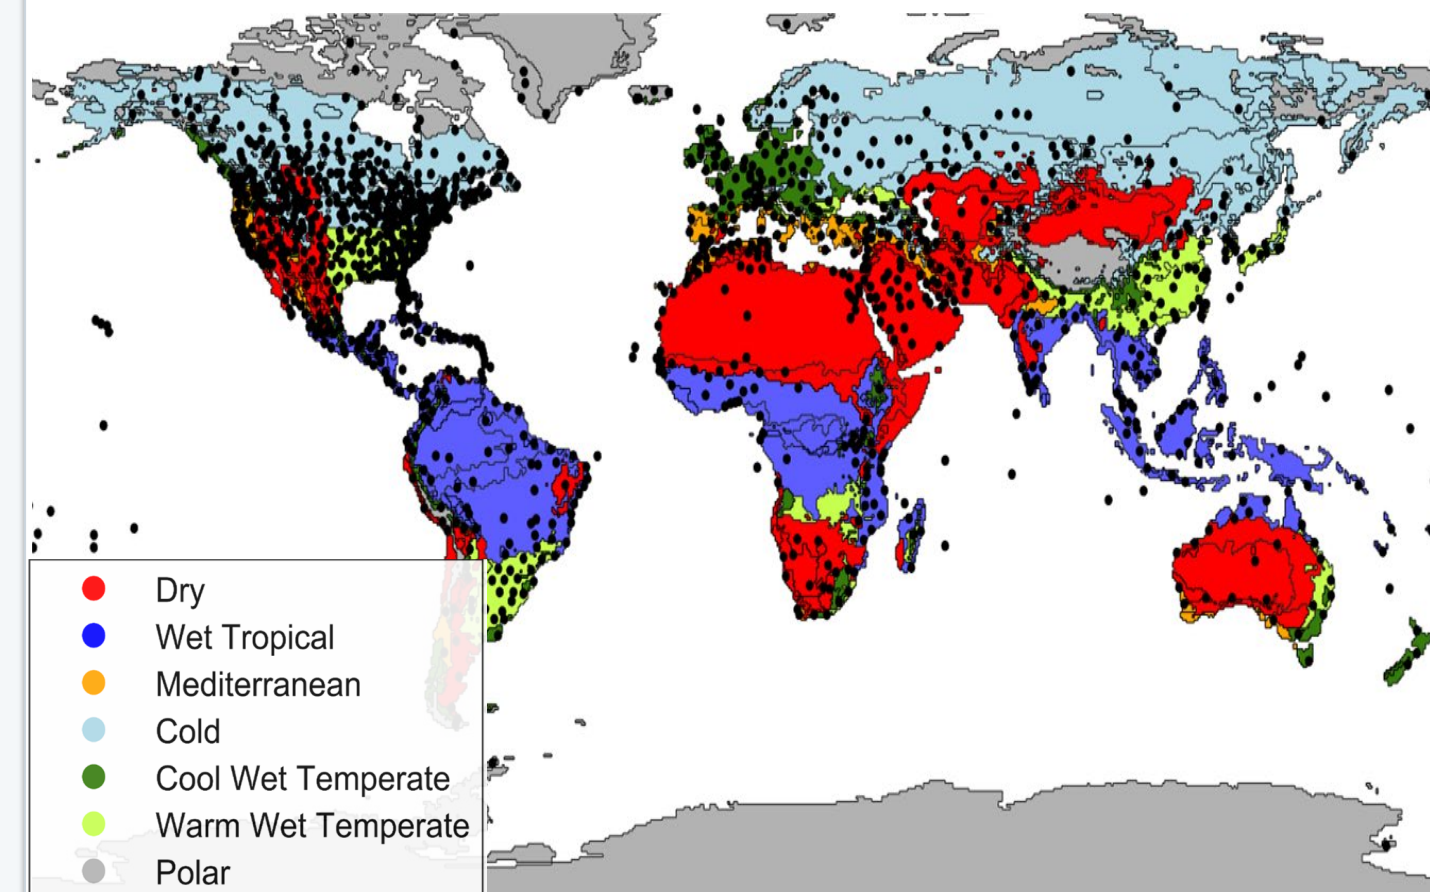 Dry
Wet Tropical
Mediterranean
Cold
Cool Wet Temperate
Warm Wet Temperate
Polar